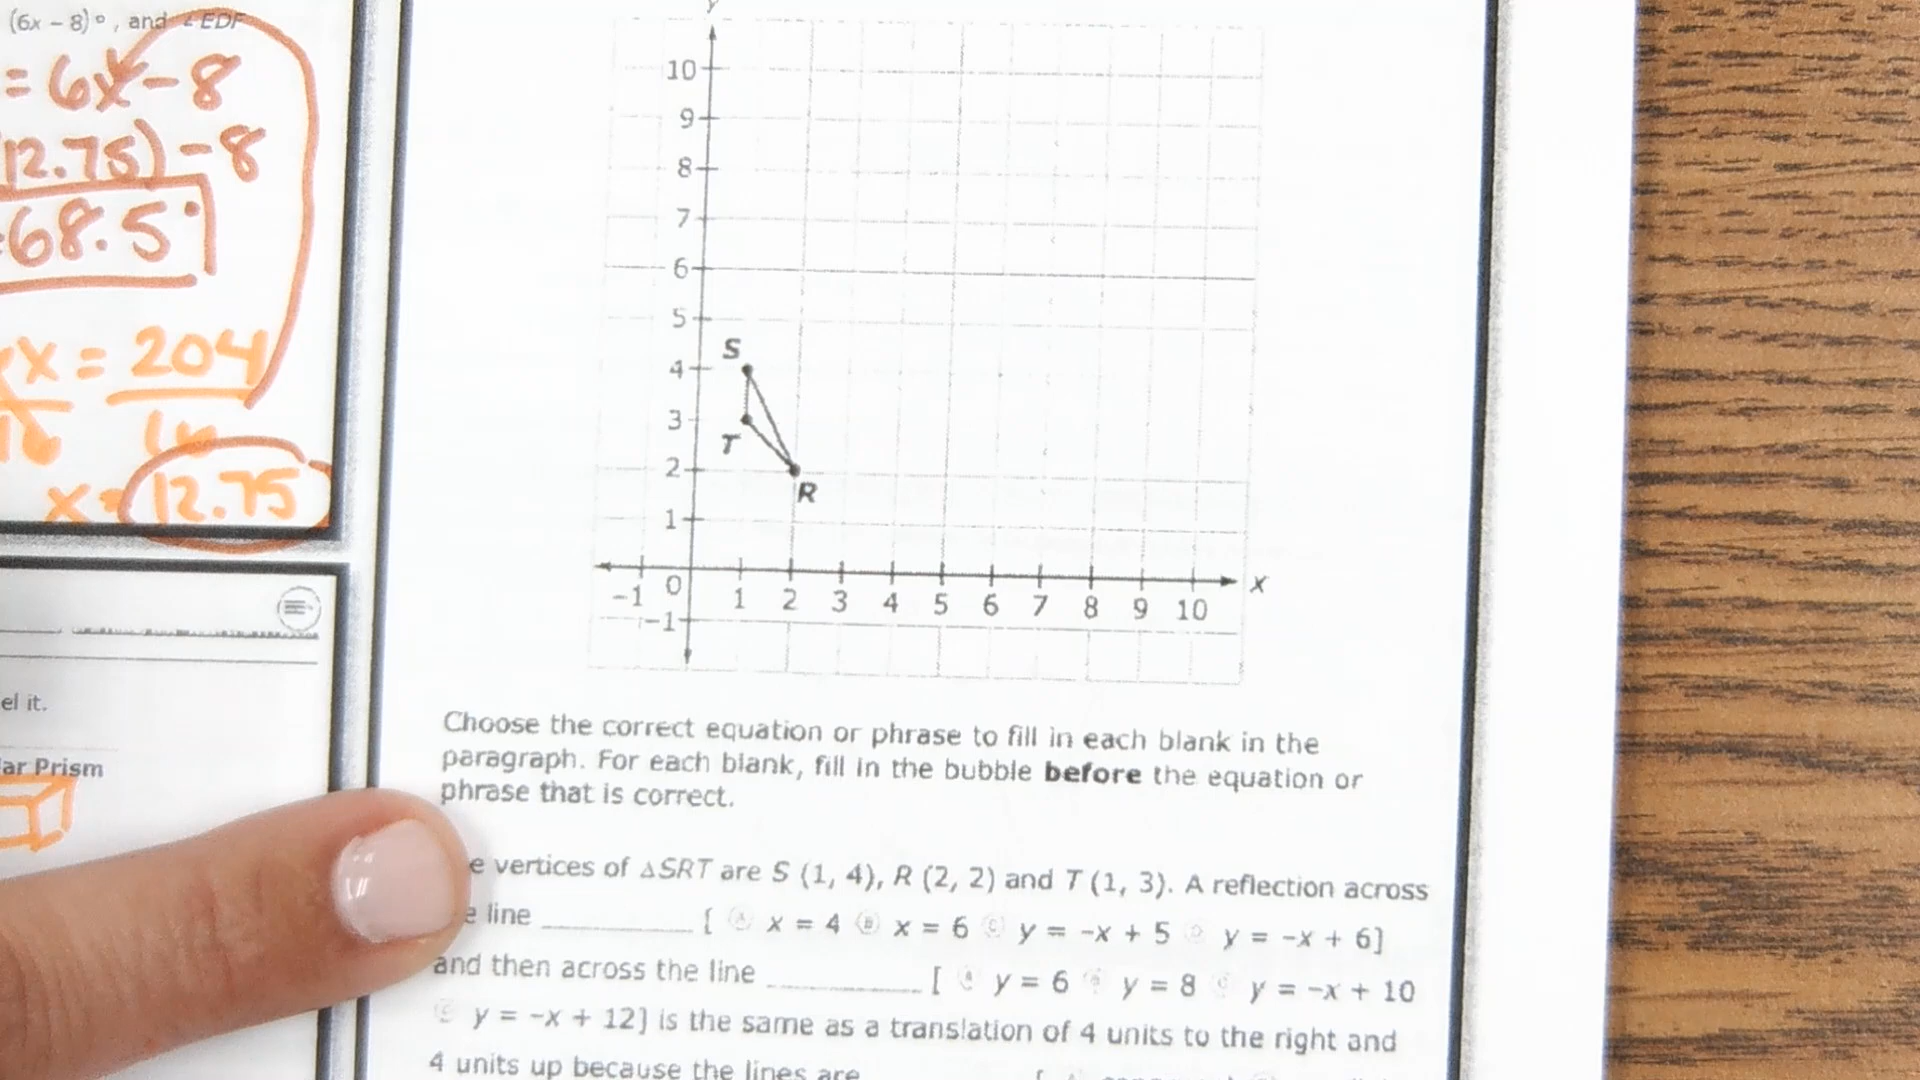 (6x − 8)°, and ∠EDF
= 6x − 8
12.75) − 8
68.5°
x = 204
x = 12.75
el it.
ar Prism
y
10
9
8
7
6
5
4
3
2
1
−1
0
−1
1 2 3 4 5 6 7 8 9 10
x
S
T
R
Choose the correct equation or phrase to fill in each blank in the
paragraph. For each blank, fill in the bubble before the equation or
phrase that is correct.
e vertices of △SRT are S (1, 4), R (2, 2) and T (1, 3). A reflection across
e line ________ [ Ⓐ x = 4 Ⓑ x = 6 Ⓒ y = −x + 5 Ⓓ y = −x + 6]
and then across the line ________ [ y = 6 y = 8 y = −x + 10
y = −x + 12] is the same as a translation of 4 units to the right and
4 units up because the lines are